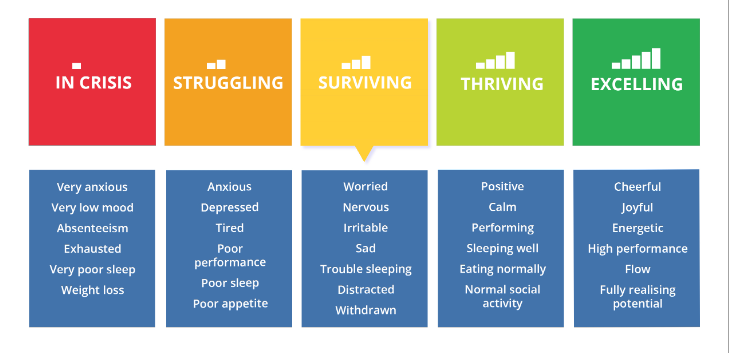 IN CRISIS
STRUGGLING
SURVIVING
THRIVING
EXCELLING
Very anxious
Very low mood
Absenteeism
Exhausted
Very poor sleep
Weight loss
Anxious
Depressed
Tired
Poor
performance
Poor sleep
Poor appetite
Worried
Nervous
Irritable
Sad
Trouble sleeping
Distracted
Withdrawn
Positive
Calm
Performing
Sleeping well
Eating normally
Normal social
activity
Cheerful
Joyful
Energetic
High performance
Flow
Fully realising
potential